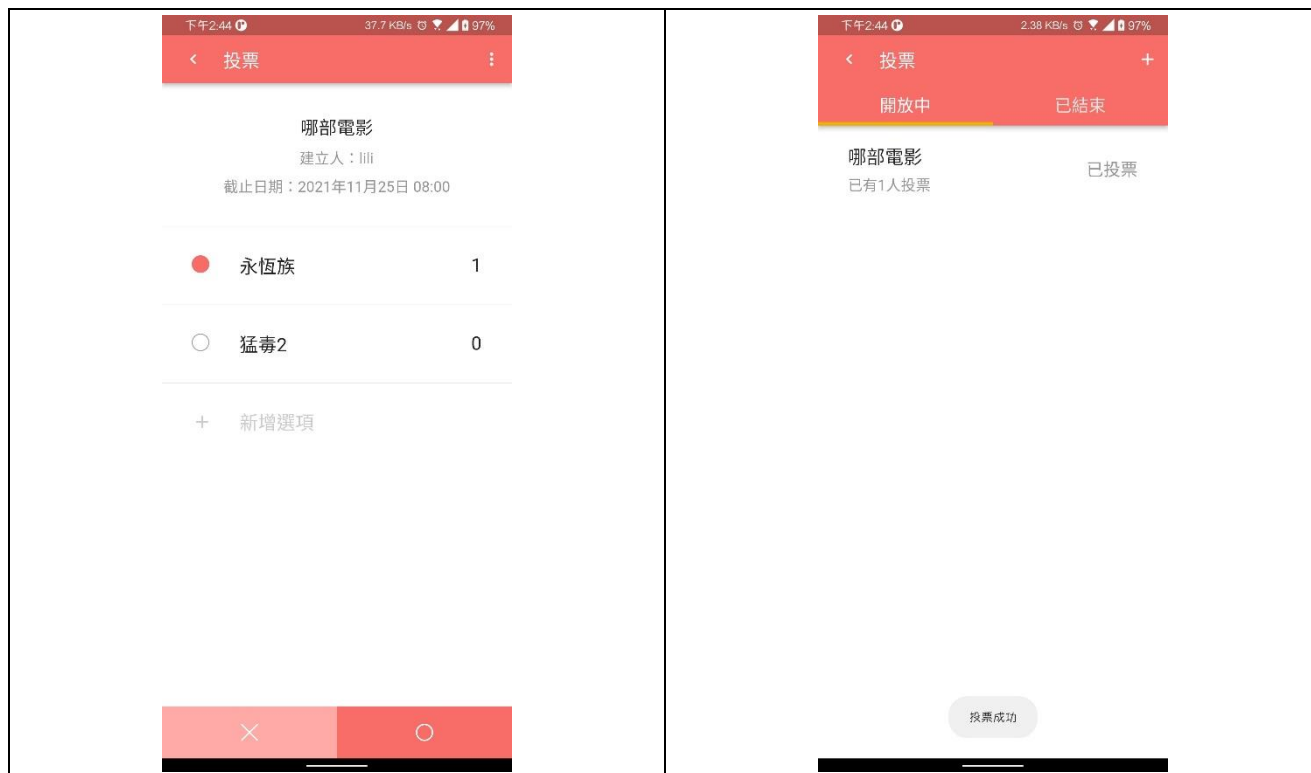 下午2:44
37.7 KB/s
97%
投票
哪部電影
建立人：lili
截止日期：2021年11月25日 08:00
永恆族
1
猛毒2
0
新增選項
下午2:44
2.38 KB/s
97%
投票
開放中
已結束
哪部電影
已有1人投票
已投票
投票成功